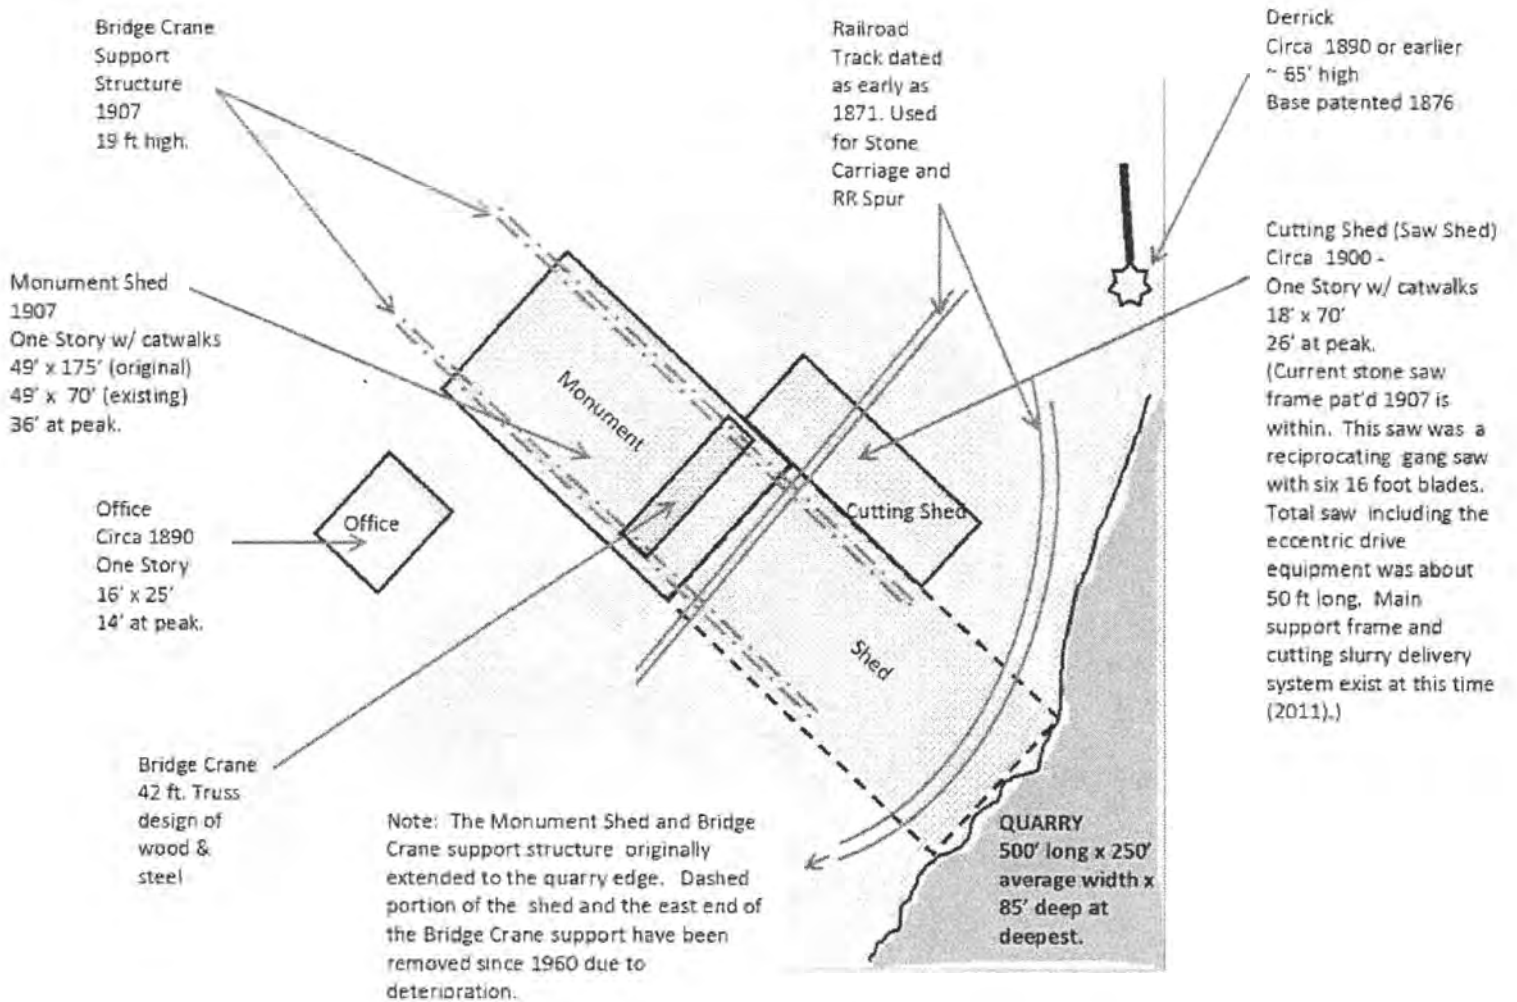 Bridge Crane
Support
Structure
1907
19 ft high.
Railroad
Track dated
as early as
1871. Used
for Stone
Carriage and
RR Spur
Derrick
Circa 1890 or earlier
~ 65' high
Base patented 1876
Cutting Shed (Saw Shed)
Circa 1900 -
One Story w/ catwalks
18' x 70'
26' at peak.
(Current stone saw
frame pat'd 1907 is
within. This saw was a
reciprocating gang saw
with six 16 foot blades.
Total saw including the
eccentric drive
equipment was about
50 ft long. Main
support frame and
cutting slurry delivery
system exist at this time
(2011).)
Monument Shed
1907
One Story w/ catwalks
49' x 175' (original)
49' x 70' (existing)
36' at peak.
Monument
Cutting Shed
Shed
Office
Circa 1890
One Story
16' x 25'
14' at peak.
Office
Bridge Crane
42 ft. Truss
design of
wood &
steel
Note: The Monument Shed and Bridge
Crane support structure originally
extended to the quarry edge. Dashed
portion of the shed and the east end of
the Bridge Crane support have been
removed since 1960 due to
deterioration.
QUARRY
500' long x 250'
average width x
85' deep at
deepest.